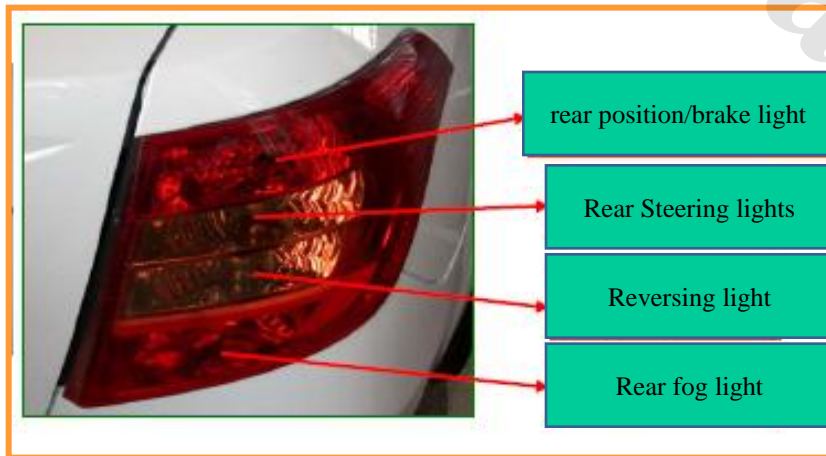 rear position/brake light
Rear Steering lights
Reversing light
Rear fog light